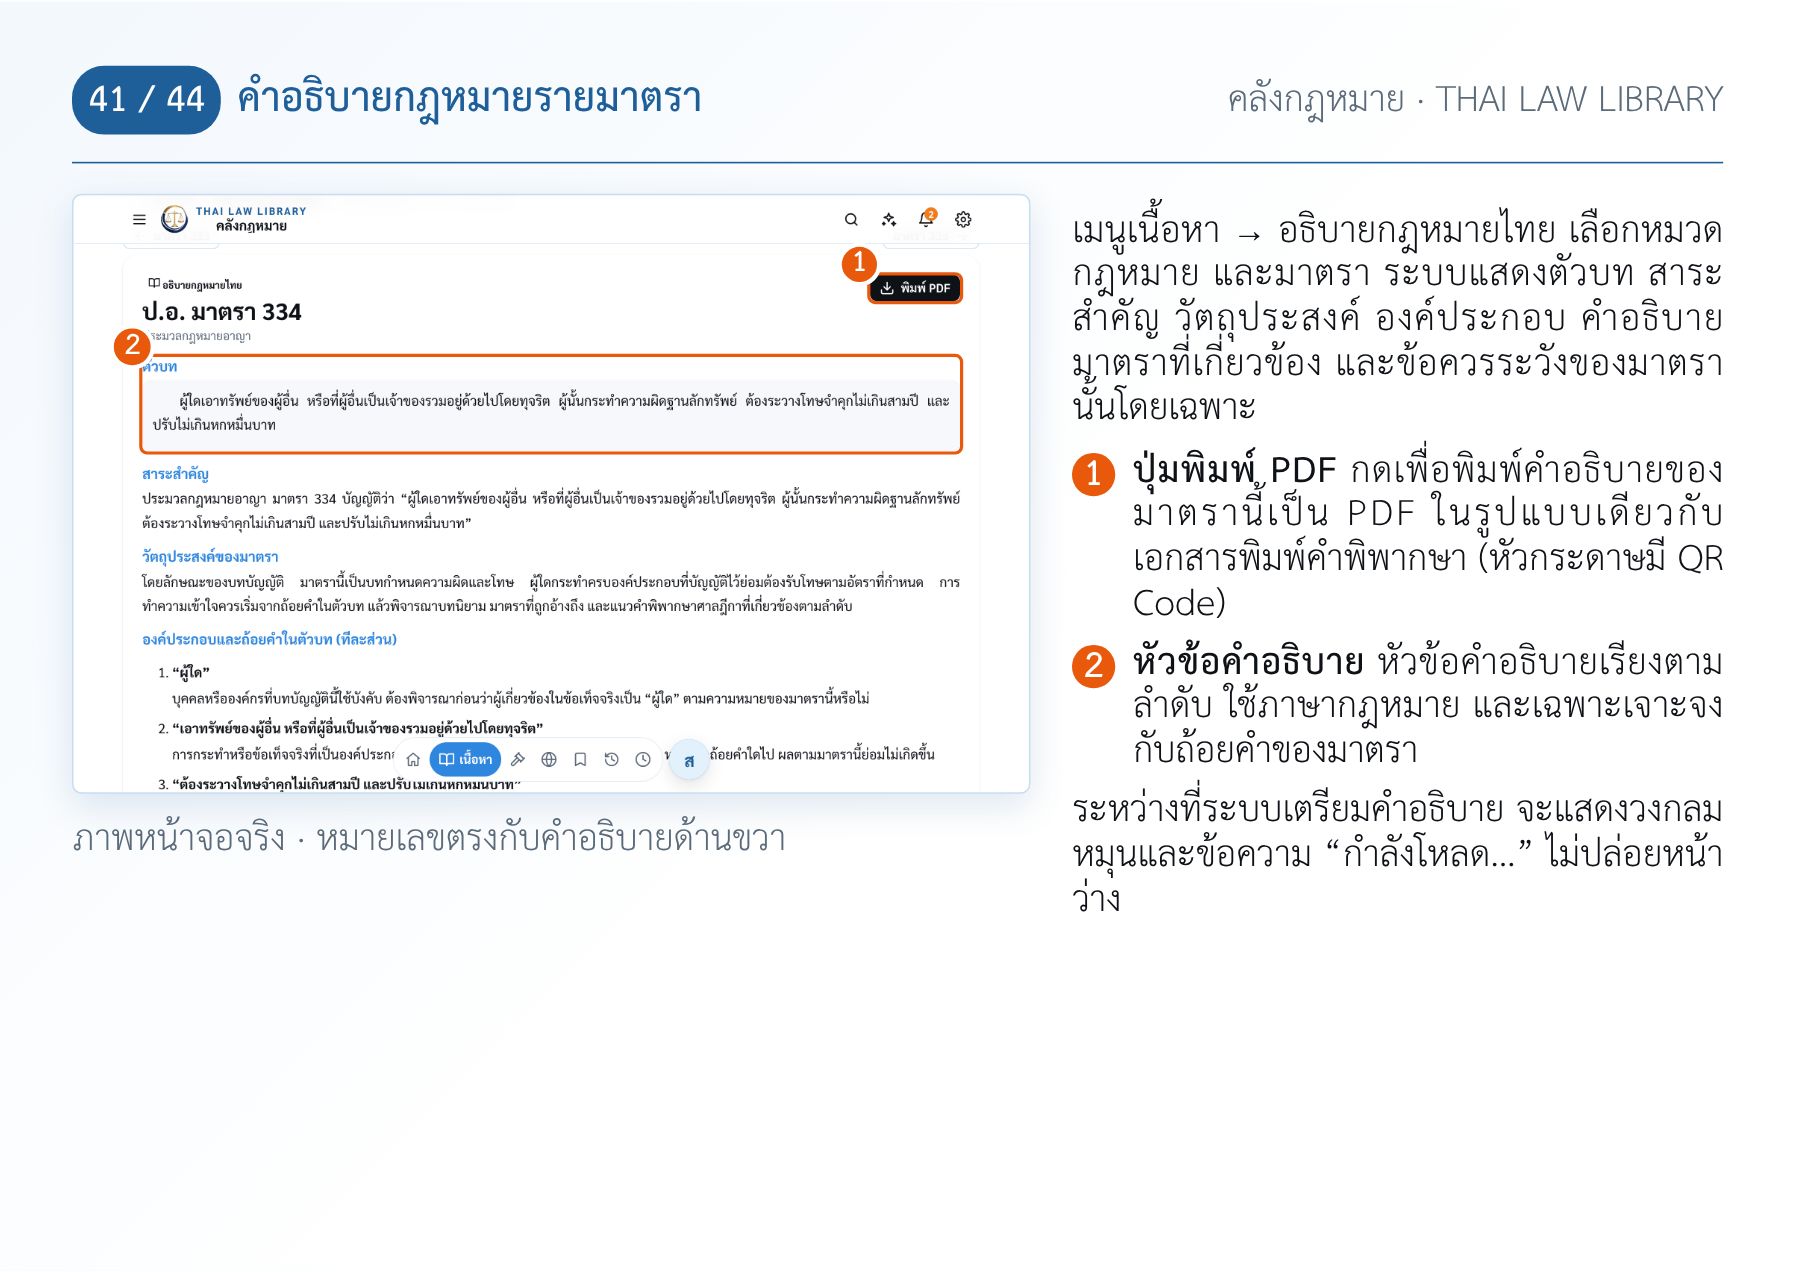 41 / 44 คำอธิบายกฎหมายรายมาตรา
คลังกฎหมาย · THAI LAW LIBRARY
THAI LAW LIBRARY
คลังกฎหมาย
2
1
อธิบายกฎหมายไทย
พิมพ์ PDF
ป.อ. มาตรา 334
2
ระมวลกฎหมายอาญา
ตัวบท
ผู้ใดเอาทรัพย์ของผู้อื่น หรือที่ผู้อื่นเป็นเจ้าของรวมอยู่ด้วยไปโดยทุจริต ผู้นั้นกระทำความผิดฐานลักทรัพย์ ต้องระวางโทษจำคุกไม่เกินสามปี และ
ปรับไม่เกินหกหมื่นบาท
สาระสำคัญ
ประมวลกฎหมายอาญา มาตรา 334 บัญญัติว่า “ผู้ใดเอาทรัพย์ของผู้อื่น หรือที่ผู้อื่นเป็นเจ้าของรวมอยู่ด้วยไปโดยทุจริต ผู้นั้นกระทำความผิดฐานลักทรัพย์
ต้องระวางโทษจำคุกไม่เกินสามปี และปรับไม่เกินหกหมื่นบาท”
วัตถุประสงค์ของมาตรา
โดยลักษณะของบทบัญญัติ มาตรานี้เป็นบทกำหนดความผิดและโทษ ผู้ใดกระทำครบองค์ประกอบที่บัญญัติไว้ย่อมต้องรับโทษตามอัตราที่กำหนด การ
ทำความเข้าใจควรเริ่มจากถ้อยคำในตัวบท แล้วพิจารณาบทนิยาม มาตราที่ถูกอ้างถึง และแนวคำพิพากษาศาลฎีกาที่เกี่ยวข้องตามลำดับ
องค์ประกอบและถ้อยคำในตัวบท (ทีละส่วน)
1. “ผู้ใด”
บุคคลหรือองค์กรที่บทบัญญัตินี้ใช้บังคับ ต้องพิจารณาก่อนว่าผู้เกี่ยวข้องในข้อเท็จจริงเป็น “ผู้ใด” ตามความหมายของมาตรานี้หรือไม่
2. “เอาทรัพย์ของผู้อื่น หรือที่ผู้อื่นเป็นเจ้าของรวมอยู่ด้วยไปโดยทุจริต”
การกระทำหรือข้อเท็จจริงที่เป็นองค์ประก ถ้อยคำใดไป ผลตามมาตรานี้ย่อมไม่เกิดขึ้น
เนื้อหา
ส
3. “ต้องระวางโทษจำคุกไม่เกินสามปี และปรับไม่เกินหกหมื่นบาท”
ภาพหน้าจอจริง · หมายเลขตรงกับคำอธิบายด้านขวา
เมนูเนื้อหา → อธิบายกฎหมายไทย เลือกหมวด
กฎหมาย และมาตรา ระบบแสดงตัวบท สาระ
สำคัญ วัตถุประสงค์ องค์ประกอบ คำอธิบาย
มาตราที่เกี่ยวข้อง และข้อควรระวังของมาตรา
นั้นโดยเฉพาะ
1 ปุ่มพิมพ์ PDF กดเพื่อพิมพ์คำอธิบายของ
มาตรานี้เป็น PDF ในรูปแบบเดียวกับ
เอกสารพิมพ์คำพิพากษา (หัวกระดาษมี QR
Code)
2 หัวข้อคำอธิบาย หัวข้อคำอธิบายเรียงตาม
ลำดับ ใช้ภาษากฎหมาย และเฉพาะเจาะจง
กับถ้อยคำของมาตรา
ระหว่างที่ระบบเตรียมคำอธิบาย จะแสดงวงกลม
หมุนและข้อความ “กำลังโหลด…” ไม่ปล่อยหน้า
ว่าง